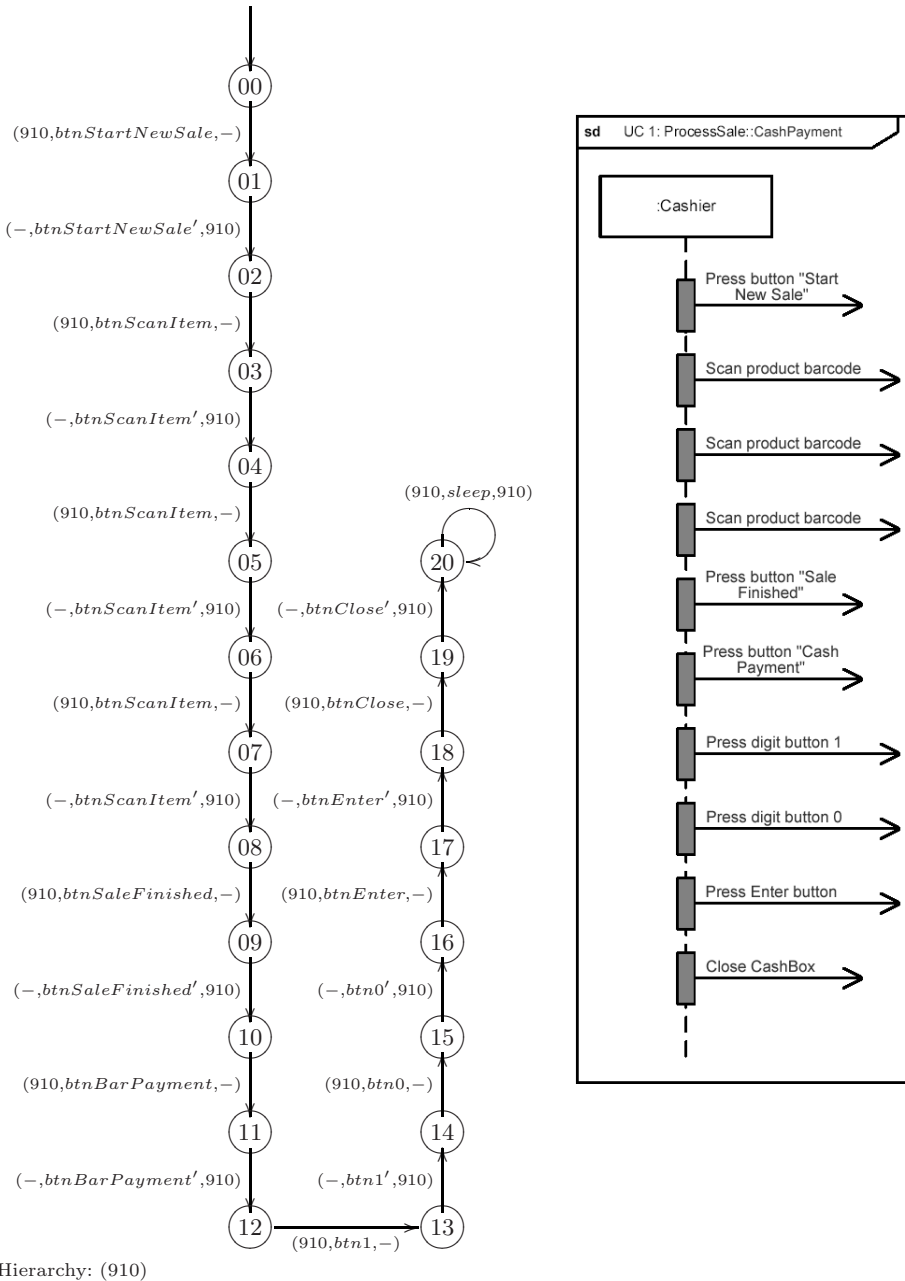 00
(910,btnStartNewSale,−)
01
(−,btnStartNewSale′,910)
02
(910,btnScanItem,−)
03
(−,btnScanItem′,910)
04
(910,btnScanItem,−)
05
(−,btnScanItem′,910)
06
(910,btnScanItem,−)
07
(−,btnScanItem′,910)
08
(910,btnSaleFinished,−)
09
(−,btnSaleFinished′,910)
10
(910,btnBarPayment,−)
11
(−,btnBarPayment′,910)
12
(910,btn1,−)
13
(−,btn1′,910)
14
(910,btn0,−)
15
(−,btn0′,910)
16
(910,btnEnter,−)
17
(−,btnEnter′,910)
18
(910,btnClose,−)
19
(−,btnClose′,910)
20
(910,sleep,910)
Hierarchy: (910)
sd UC 1: ProcessSale::CashPayment
:Cashier
Press button "Start
New Sale"
Scan product barcode
Scan product barcode
Scan product barcode
Press button "Sale
Finished"
Press button "Cash
Payment"
Press digit button 1
Press digit button 0
Press Enter button
Close CashBox